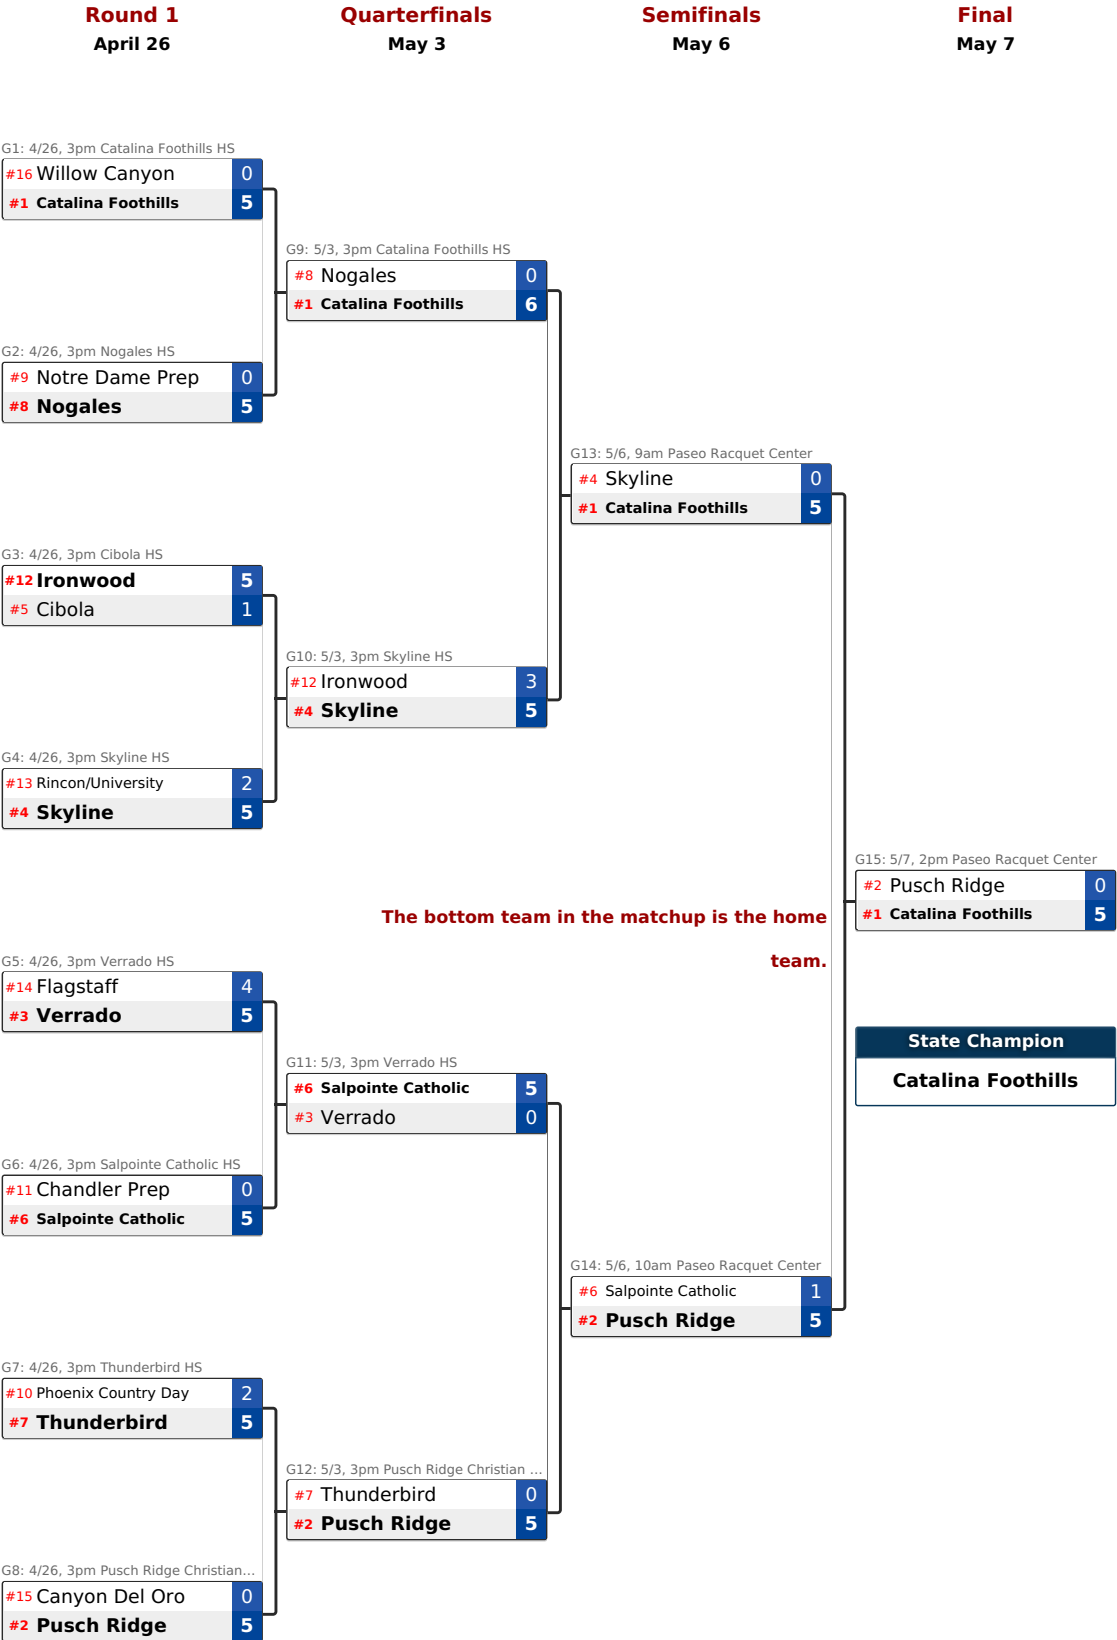 Round 1
April 26
Quarterfinals
May 3
Semifinals
May 6
Final
May 7
G1: 4/26, 3pm Catalina Foothills HS
#16 Willow Canyon 0
#1 Catalina Foothills 5
G2: 4/26, 3pm Nogales HS
#9 Notre Dame Prep 0
#8 Nogales 5
G3: 4/26, 3pm Cibola HS
#12 Ironwood 5
#5 Cibola 1
G4: 4/26, 3pm Skyline HS
#13 Rincon/University 2
#4 Skyline 5
G5: 4/26, 3pm Verrado HS
#14 Flagstaff 4
#3 Verrado 5
G6: 4/26, 3pm Salpointe Catholic HS
#11 Chandler Prep 0
#6 Salpointe Catholic 5
G7: 4/26, 3pm Thunderbird HS
#10 Phoenix Country Day 2
#7 Thunderbird 5
G8: 4/26, 3pm Pusch Ridge Christian...
#15 Canyon Del Oro 0
#2 Pusch Ridge 5
G9: 5/3, 3pm Catalina Foothills HS
#8 Nogales 0
#1 Catalina Foothills 6
G10: 5/3, 3pm Skyline HS
#12 Ironwood 3
#4 Skyline 5
G11: 5/3, 3pm Verrado HS
#6 Salpointe Catholic 5
#3 Verrado 0
G12: 5/3, 3pm Pusch Ridge Christian ...
#7 Thunderbird 0
#2 Pusch Ridge 5
G13: 5/6, 9am Paseo Racquet Center
#4 Skyline 0
#1 Catalina Foothills 5
The bottom team in the matchup is the home
team.
G14: 5/6, 10am Paseo Racquet Center
#6 Salpointe Catholic 1
#2 Pusch Ridge 5
G15: 5/7, 2pm Paseo Racquet Center
#2 Pusch Ridge 0
#1 Catalina Foothills 5
State Champion
Catalina Foothills